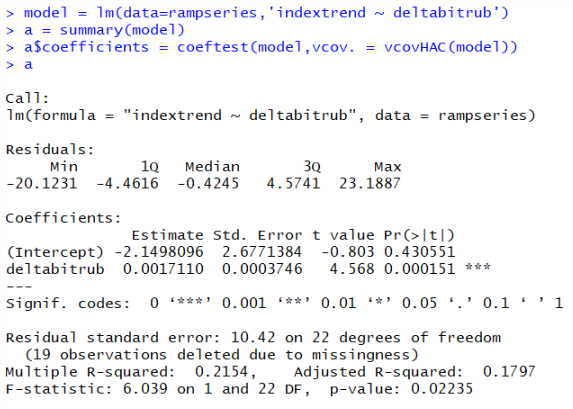 > model = lm(data=rampseries,'indextrend ~ deltabitrub')
> a = summary(model)
> a$coefficients = coeftest(model,vcov. = vcovHAC(model))
> a
Call:
lm(formula = "indextrend ~ deltabitrub", data = rampseries)
Residuals:
Min 1Q Median 3Q Max
-20.1231 -4.4616 -0.4245 4.5741 23.1887
Coefficients:
Estimate Std. Error t value Pr(>|t|)
(Intercept) -2.1498096 2.6771384 -0.803 0.430551
deltabitrub 0.0017110 0.0003746 4.568 0.000151 ***
---
Signif. codes: 0 ‘***’ 0.001 ‘**’ 0.01 ‘*’ 0.05 ‘.’ 0.1 ‘ ’ 1
Residual standard error: 10.42 on 22 degrees of freedom
(19 observations deleted due to missingness)
Multiple R-squared: 0.2154, Adjusted R-squared: 0.1797
F-statistic: 6.039 on 1 and 22 DF, p-value: 0.02235